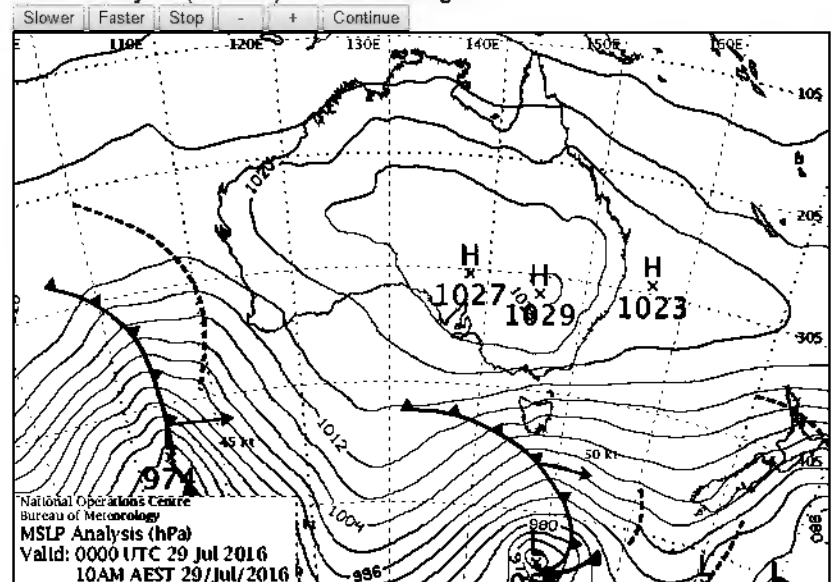 Slower Faster Stop - + Continue
110E 120E 130E 140E 150E 160E
10S
20S
30S
40S
1020
H
1027
H
1029
H
1023
1012
1004
996
980
980
45 kt
50 kt
974
L
L
National Operations Centre
Bureau of Meteorology
MSLP Analysis (hPa)
Valid: 0000 UTC 29 Jul 2016
10AM AEST 29/Jul/2016